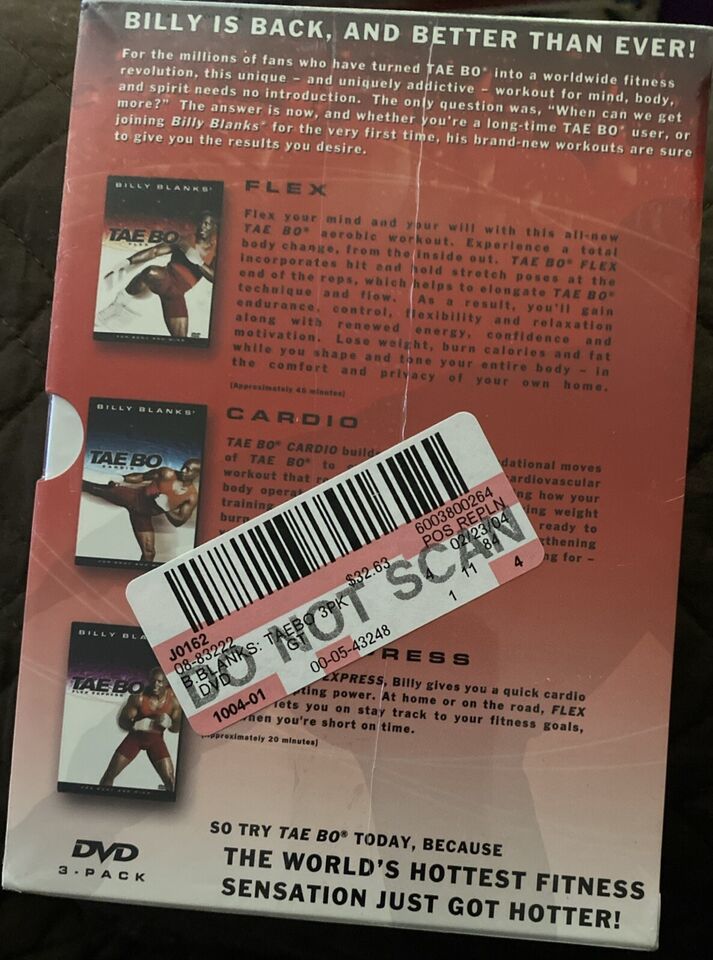 BILLY IS BACK, AND BETTER THAN EVER!
For the millions of fans who have turned TAE BO® into a worldwide fitness
revolution, this unique – and uniquely addictive – workout for mind, body,
and spirit needs no introduction. The only question was, "When can we get
more?" The answer is now, and whether you're a long-time TAE BO® user, or
joining Billy Blanks® for the very first time, his brand-new workouts are sure
to give you the results you desire.
BILLY BLANKS'
TAE BO
FLEX
FLEX
Flex your mind and your will with this all-new
TAE BO® aerobic workout. Experience a total
body change, from the inside out. TAE BO® FLEX
incorporates hit and hold stretch poses at the
end of the reps, which helps to elongate TAE BO®
technique and flow. As a result, you'll gain
endurance, control, flexibility and relaxation
along with renewed energy, confidence and
motivation. Lose weight, burn calories and fat
while you shape and tone your entire body – in
the comfort and privacy of your own home.
(Approximately 45 minutes)
BILLY BLANKS'
TAE BO
CARDIO
CARDIO
TAE BO® CARDIO build dational moves
of TAE BO® to ardiovascular
workout that ng how your
body opera ing weight
training ready to
burn thening
ng for –
BILLY BLA
TAE BO
FLEX EXPRESS
PRESS
EXPRESS, Billy gives you a quick cardio
ting power. At home or on the road, FLEX
lets you on stay track to your fitness goals,
when you're short on time.
(Approximately 20 minutes)
J0162
08-83222
B.BLANKS: TAEBO 3PK
DVD
GT
$32.63
1004-01
00-05-43248
6003800264
POS REPLN
4 02/23/04
1 11 84
4
DO NOT SCAN
DVD
3-PACK
SO TRY TAE BO® TODAY, BECAUSE
THE WORLD'S HOTTEST FITNESS
SENSATION JUST GOT HOTTER!